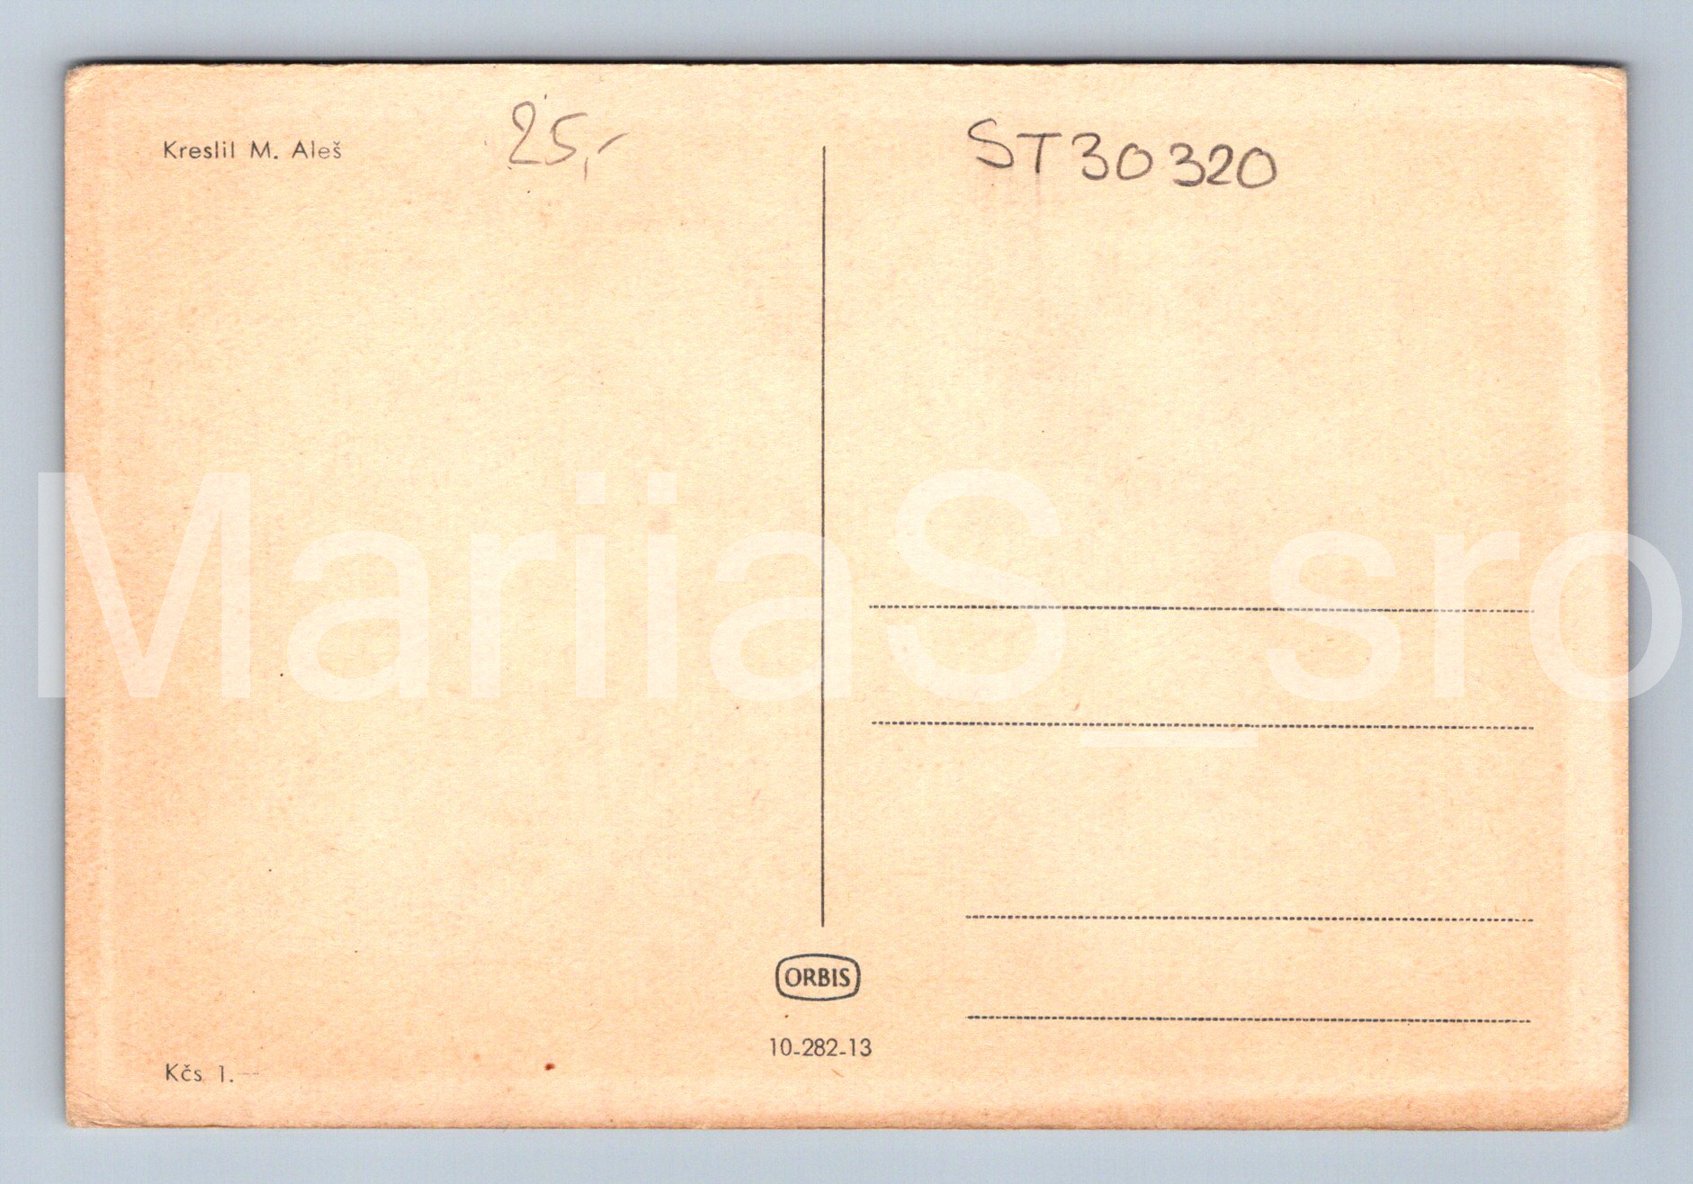 Kreslil M. Aleš
25,-
ST30320
MariiaS_sro
ORBIS
10-282-13
Kčs 1.—